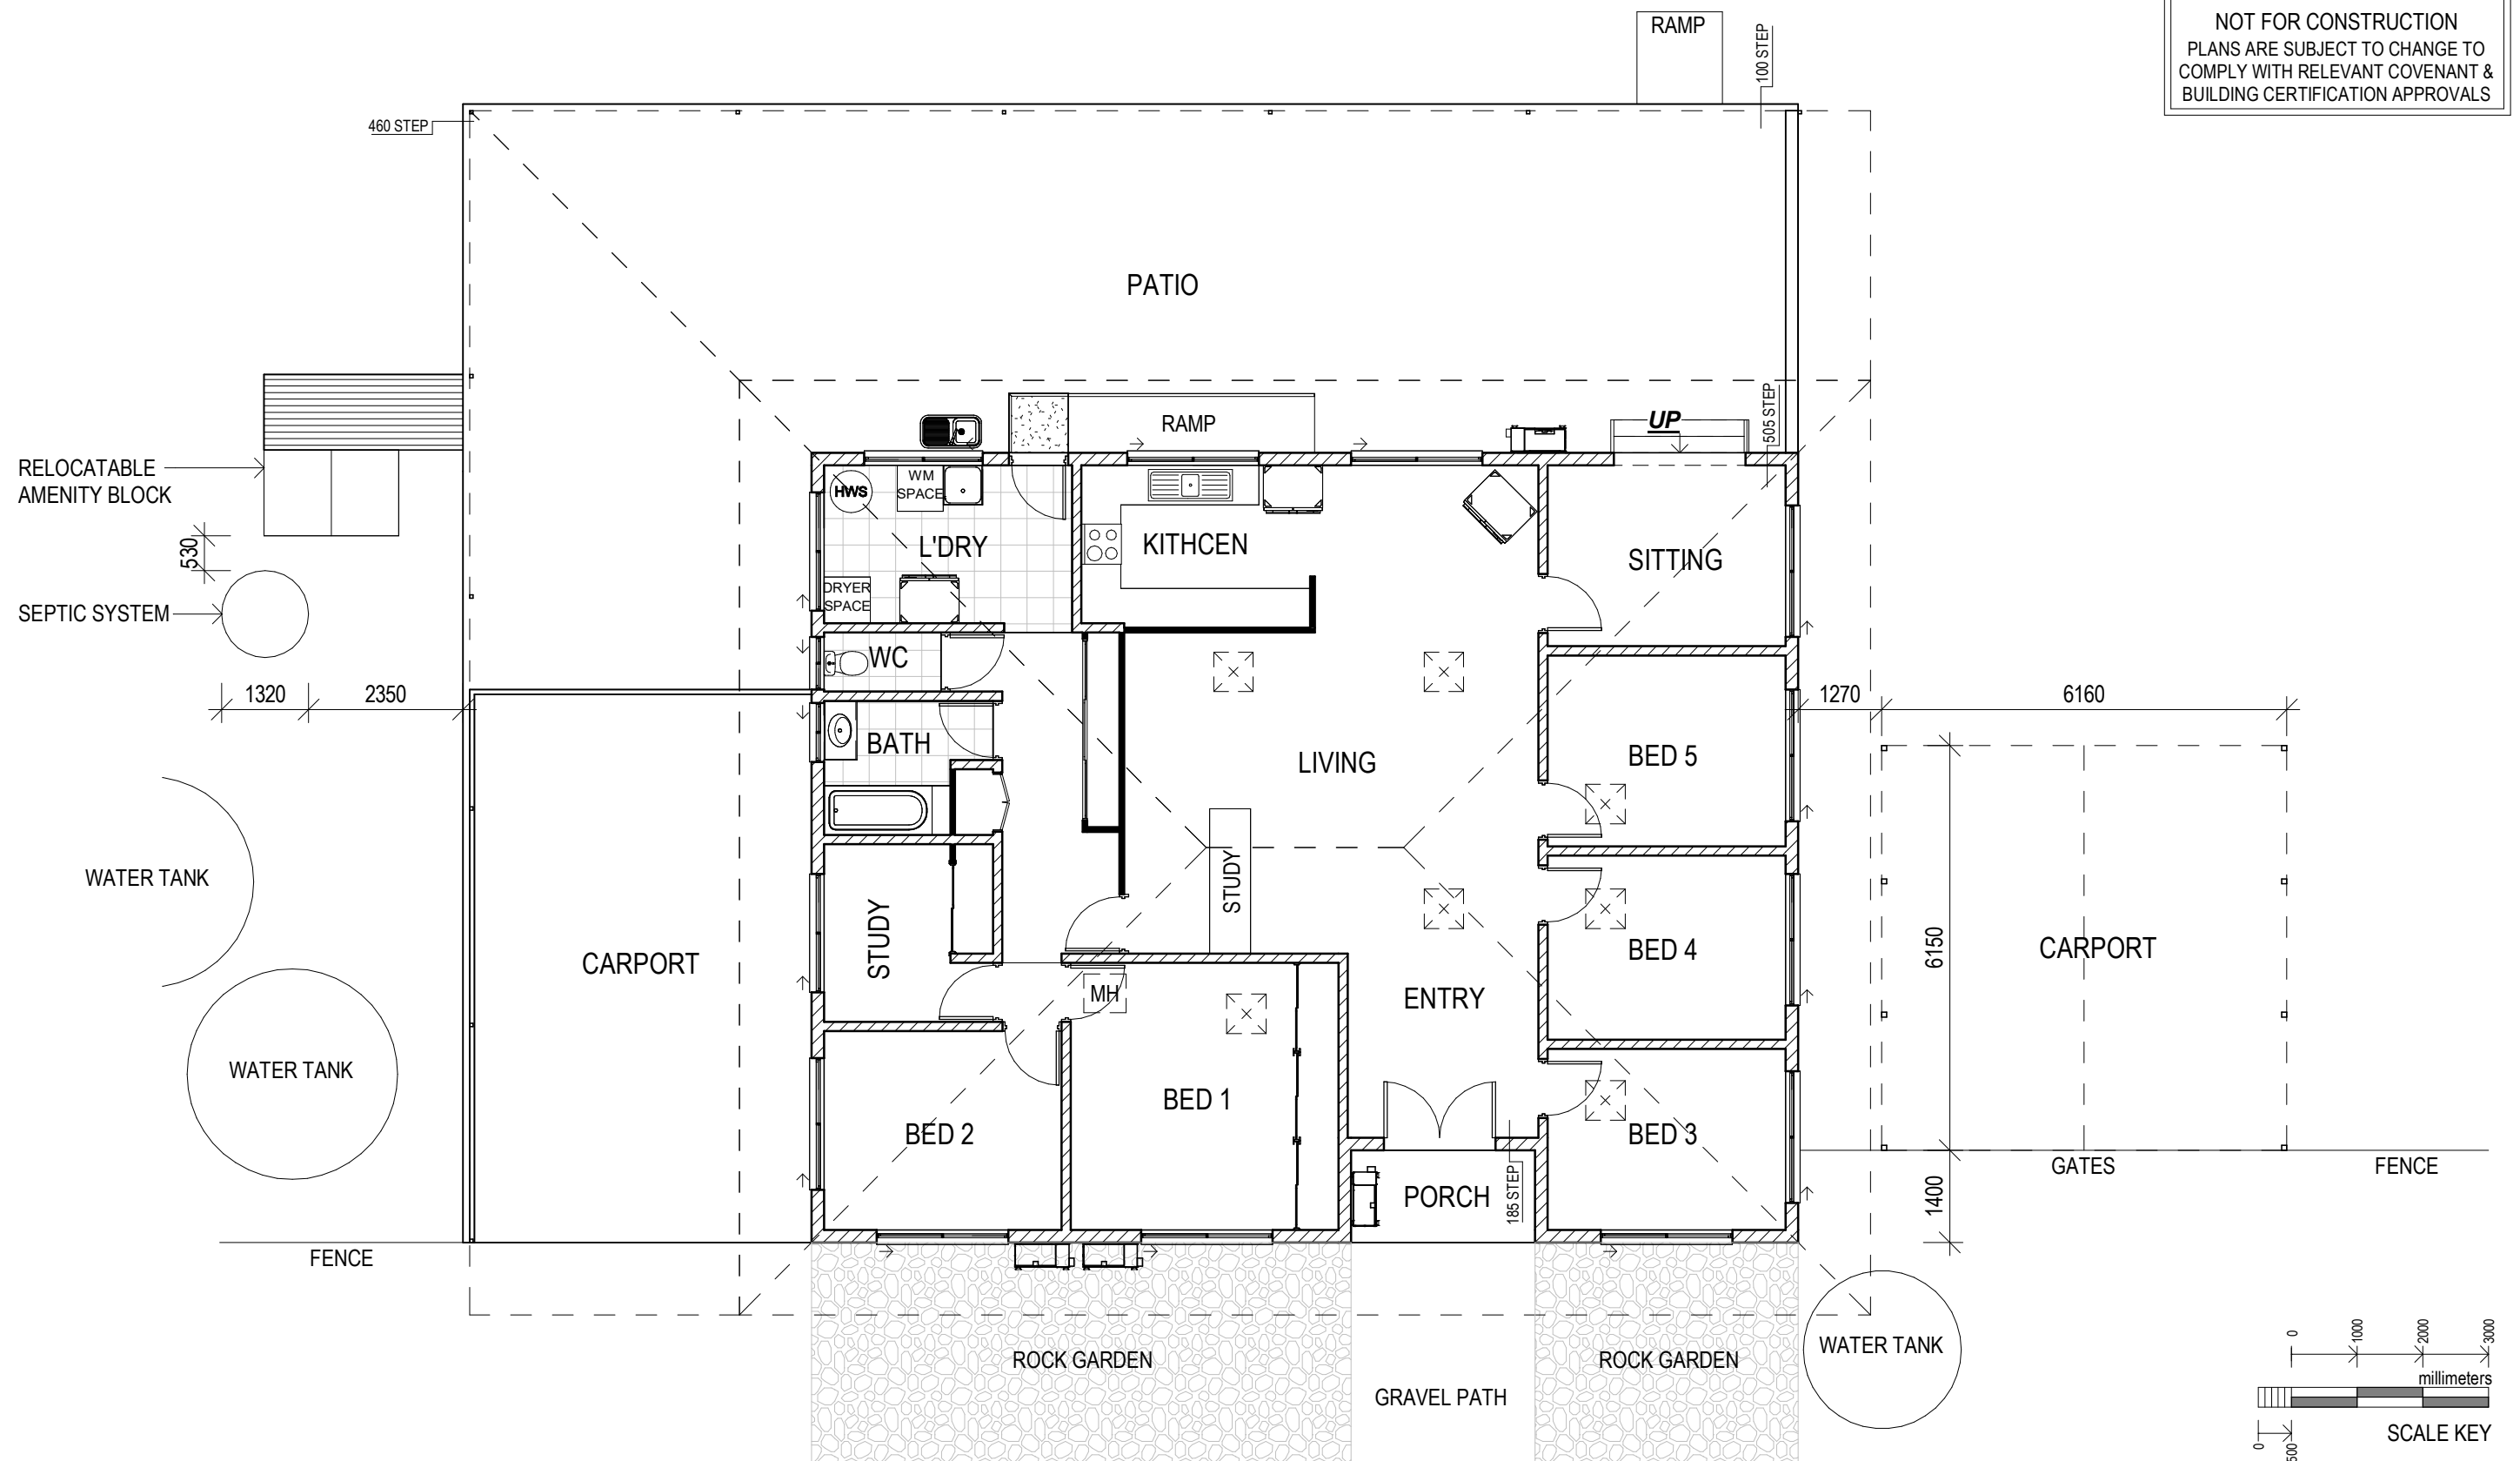 NOT FOR CONSTRUCTION
PLANS ARE SUBJECT TO CHANGE TO
COMPLY WITH RELEVANT COVENANT &
BUILDING CERTIFICATION APPROVALS
RAMP
100 STEP
460 STEP
PATIO
RAMP
UP
505 STEP
RELOCATABLE
AMENITY BLOCK
HWS
WM
SPACE
L'DRY
KITHCEN
SITTING
530
DRYER
SPACE
SEPTIC SYSTEM
WC
1320
2350
1270
6160
BATH
LIVING
BED 5
WATER TANK
STUDY
STUDY
CARPORT
BED 4
6150
CARPORT
MH
ENTRY
WATER TANK
BED 1
BED 2
BED 3
GATES
FENCE
PORCH
185 STEP
1400
FENCE
WATER TANK
ROCK GARDEN
ROCK GARDEN
GRAVEL PATH
0
1000
2000
3000
millimeters
SCALE KEY
0
500